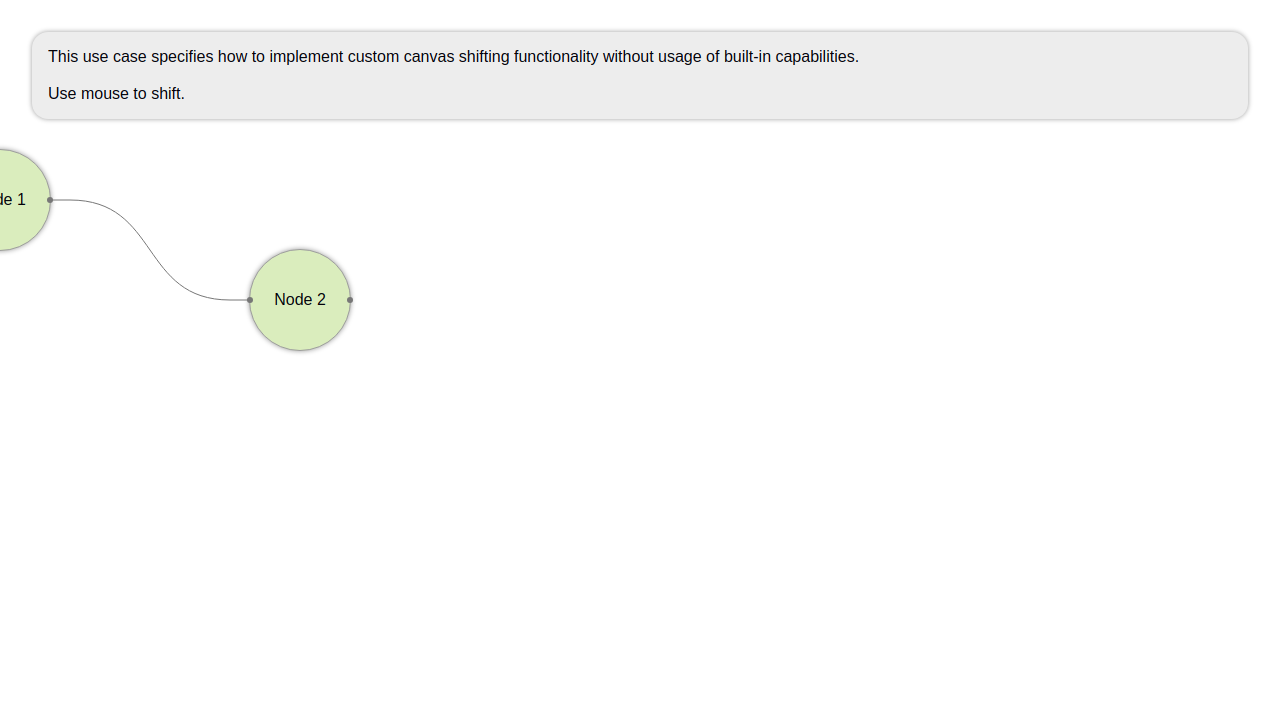 This use case specifies how to implement custom canvas shifting functionality without usage of built-in capabilities.
Use mouse to shift.
de 1
Node 2